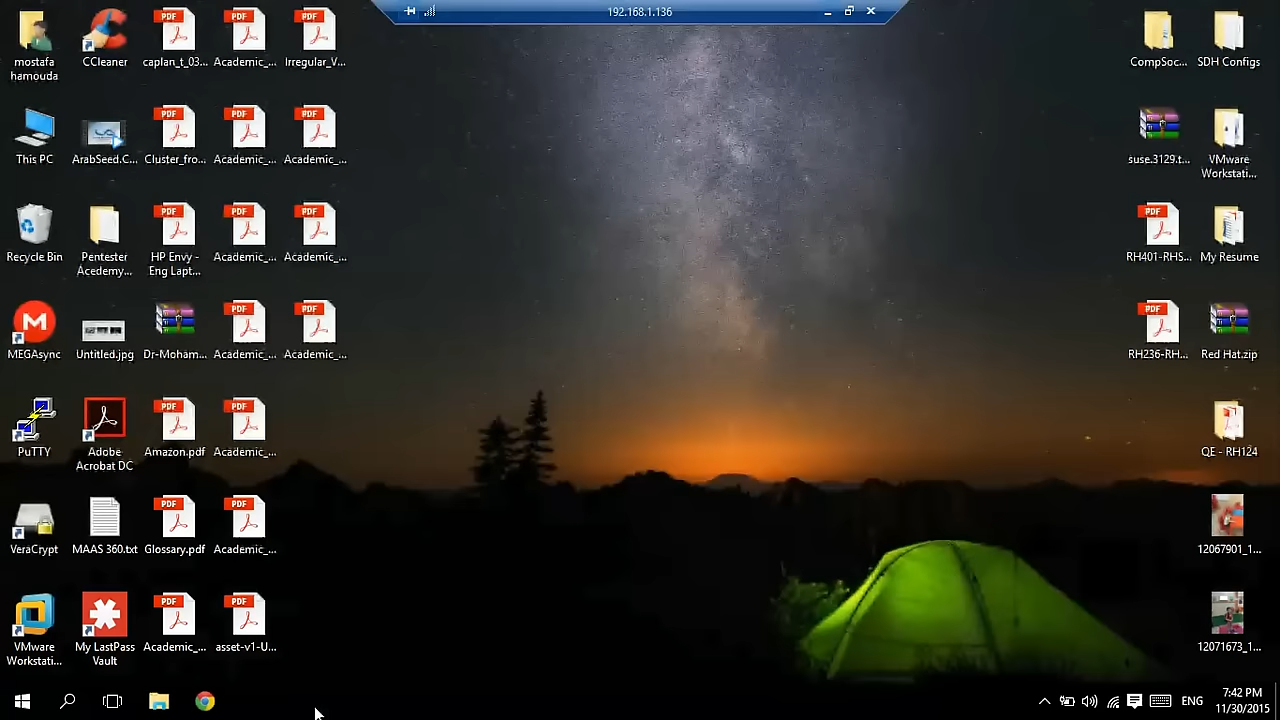 192.168.1.136
mostafa
hamouda
CCleaner
caplan_t_03...
Academic_...
Irregular_V...
CompSoc...
SDH Configs
This PC
ArabSeed.C...
Cluster_fro...
Academic_...
Academic_...
suse.3129.t...
VMware
Workstati...
Recycle Bin
Pentester
Academy...
HP Envy -
Eng Lapt...
Academic_...
Academic_...
RH401-RHS...
My Resume
MEGAsync
Untitled.jpg
Dr-Moham...
Academic_...
Academic_...
RH236-RH...
Red Hat.zip
PuTTY
Adobe
Acrobat DC
Amazon.pdf
Academic_...
QE - RH124
VeraCrypt
MAAS 360.txt
Glossary.pdf
Academic_...
12067901_1...
VMware
Workstati...
My LastPass
Vault
Academic_...
asset-v1-U...
12071673_1...
ENG
7:42 PM
11/30/2015